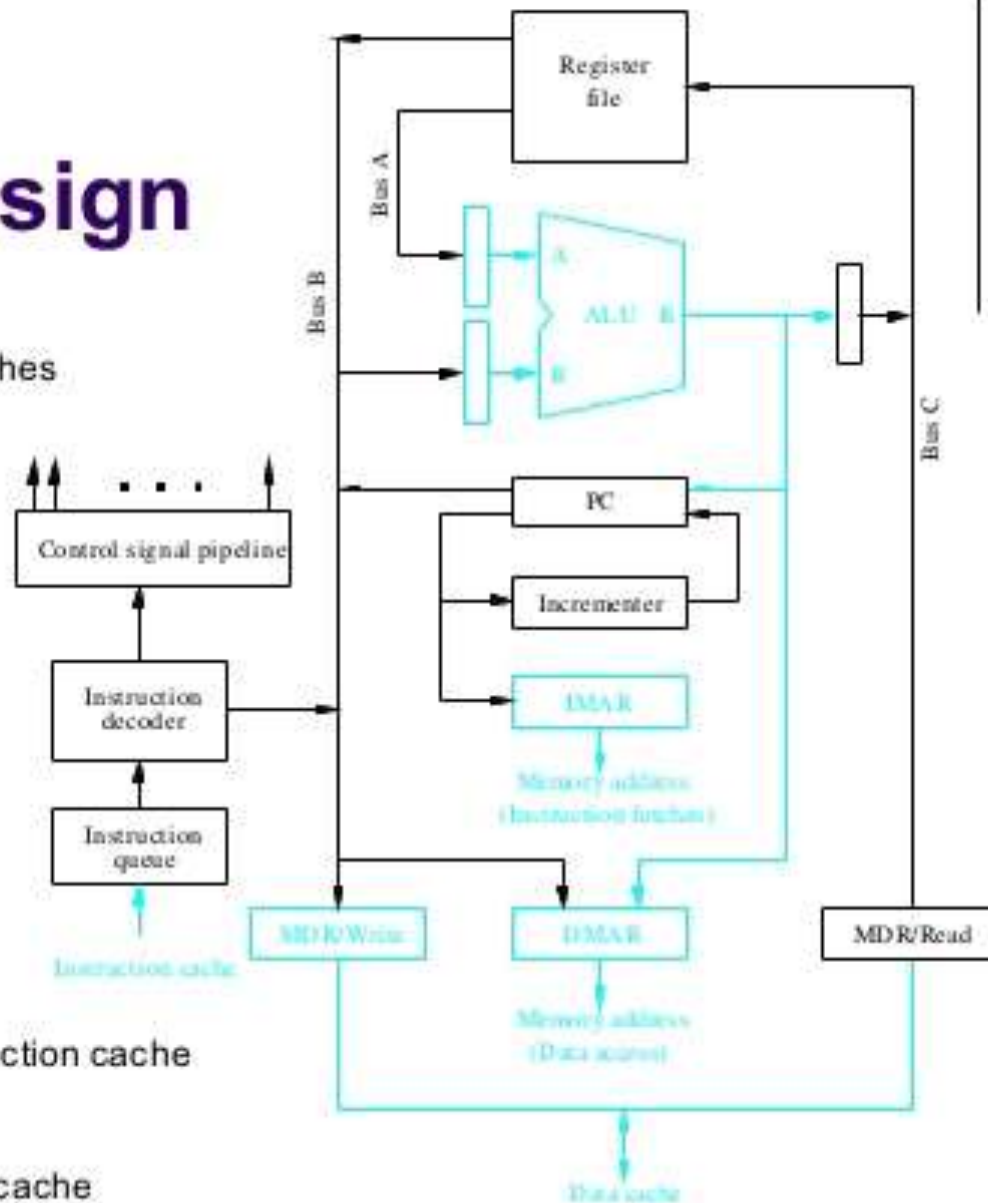 sign
hes
Register
file
Bus A
Bus B
A
ALU R
B
Bus C
PC
Control signal pipeline
Incrementer
Instruction
decoder
IMAR
Memory address
(Instruction fetches)
Instruction
queue
MDR/Write
DMAR
MDR/Read
Instruction cache
Memory address
(Data access)
ction cache
cache
Data cache